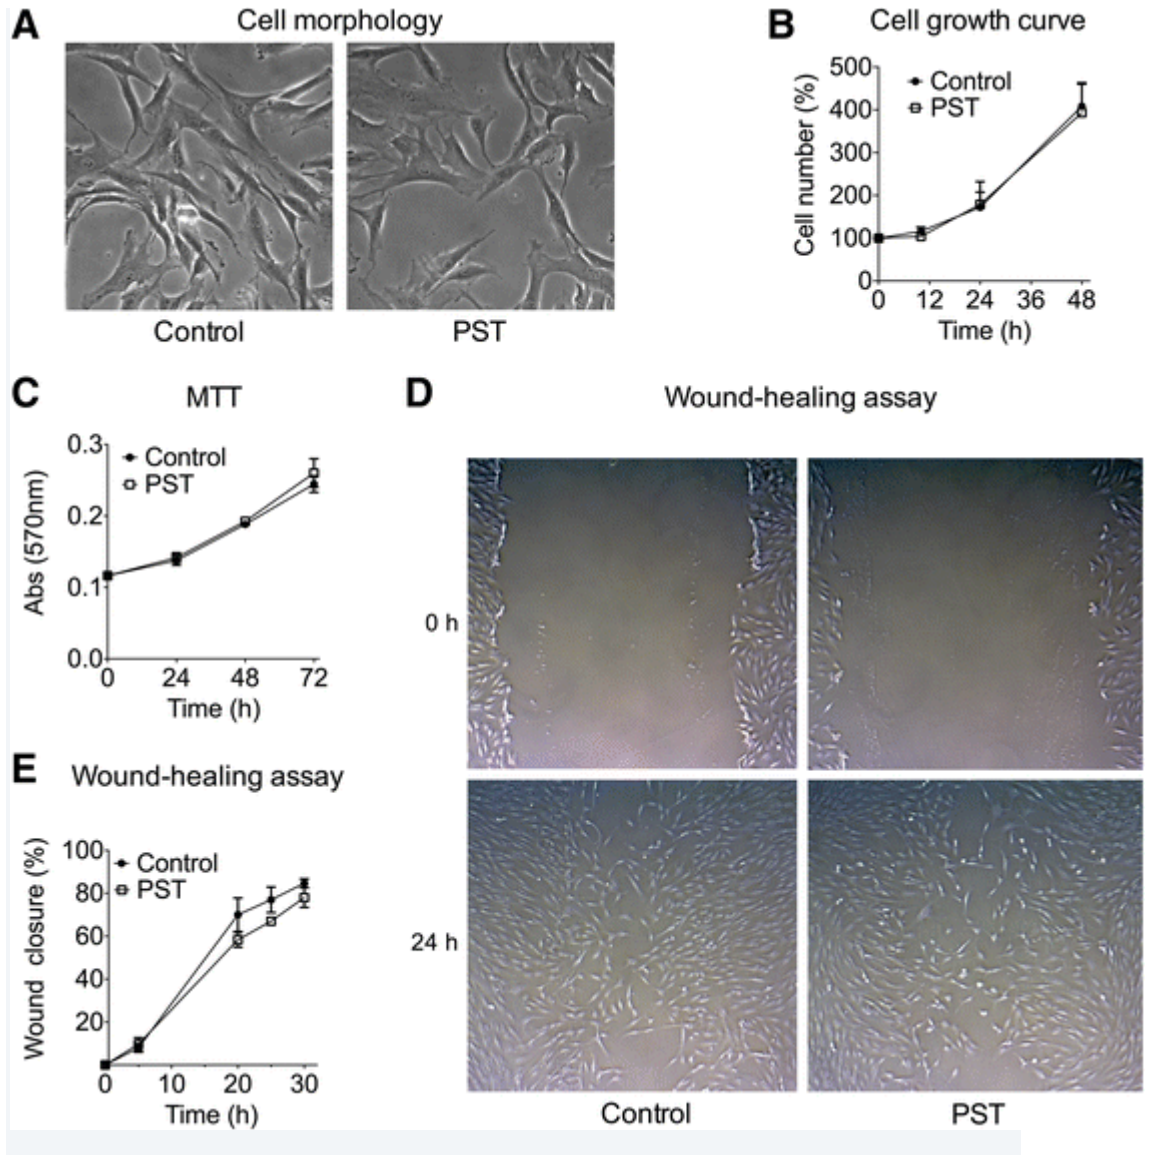 A
Cell morphology
Control
PST
B
Cell growth curve
Cell number (%)
500
400
300
200
100
0
Control
PST
0 12 24 36 48
Time (h)
C
MTT
Abs (570nm)
0.3
0.2
0.1
0.0
Control
PST
0 24 48 72
Time (h)
D
Wound-healing assay
0 h
24 h
Control
PST
E
Wound-healing assay
Wound closure (%)
100
80
60
40
20
Control
PST
0 10 20 30
Time (h)